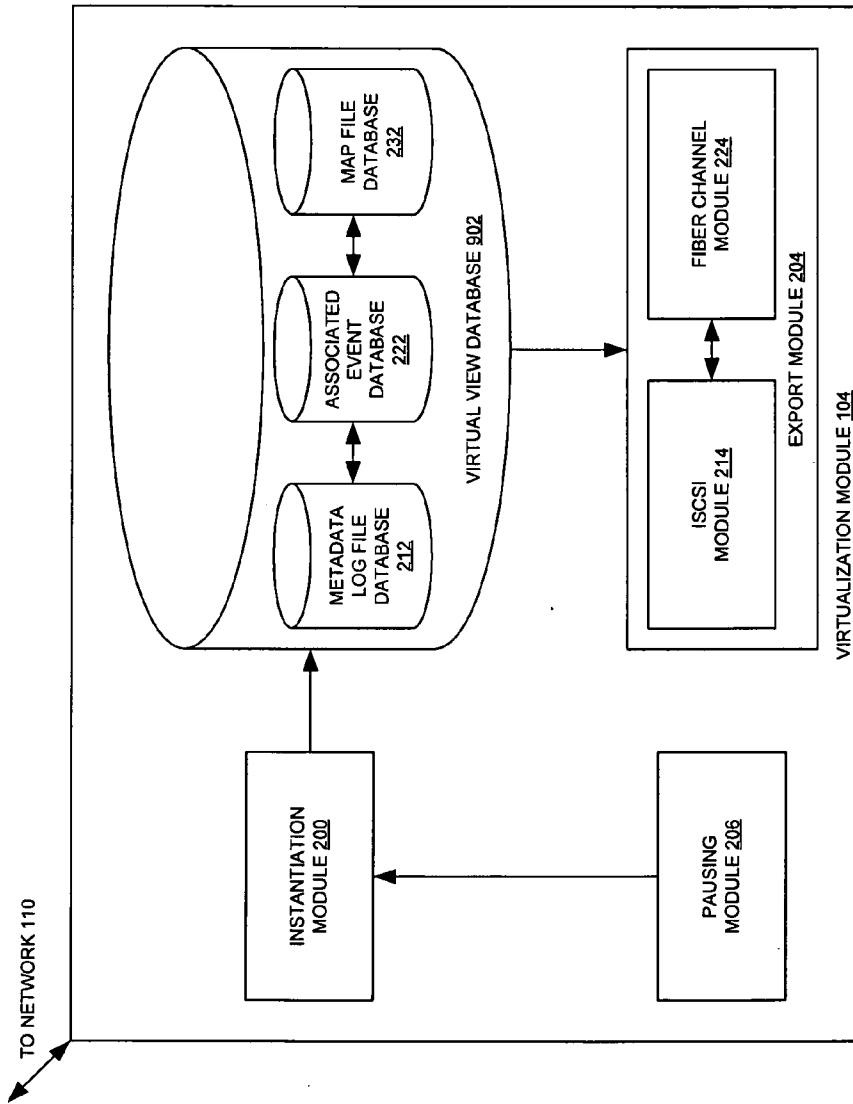 TO NETWORK 110
INSTANTIATION
MODULE 200
PAUSING
MODULE 206
METADATA
LOG FILE
DATABASE
212
ASSOCIATED
EVENT
DATABASE
222
MAP FILE
DATABASE
232
VIRTUAL VIEW DATABASE 902
ISCSI
MODULE 214
FIBER CHANNEL
MODULE 224
EXPORT MODULE 204
VIRTUALIZATION MODULE 104